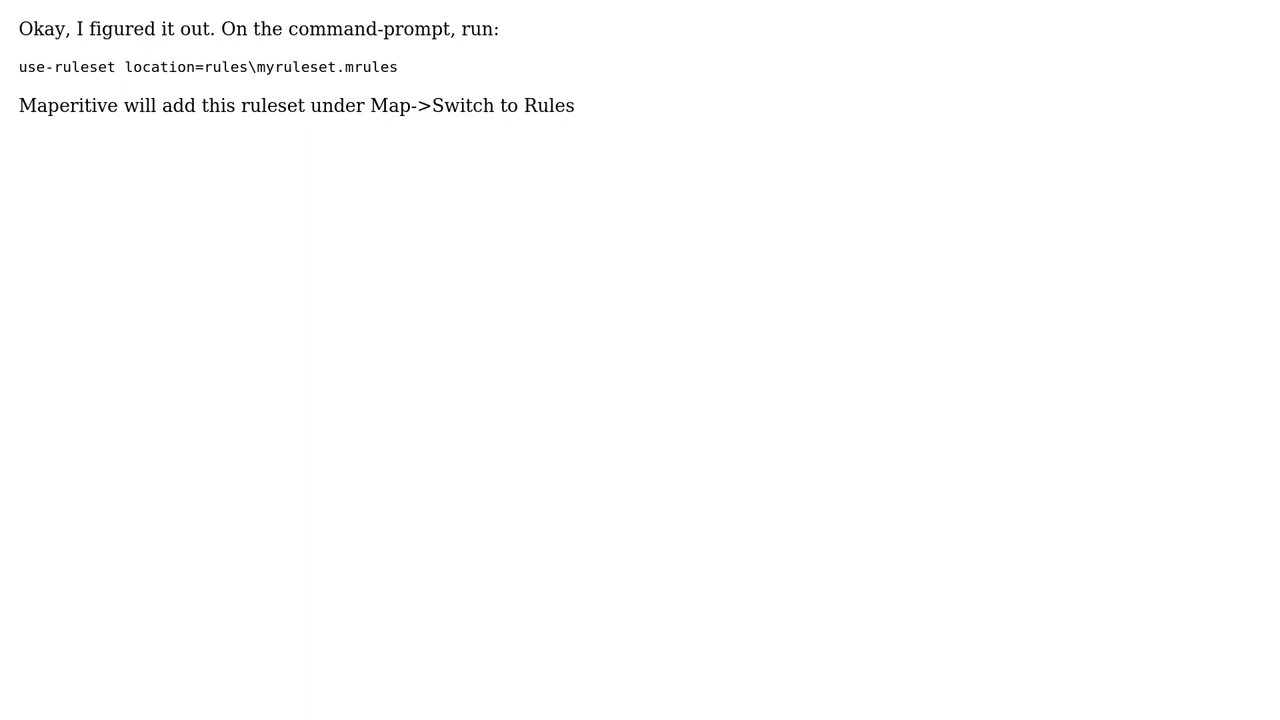 Okay, I figured it out. On the command-prompt, run:
use-ruleset location=rules\myruleset.mrules
Maperitive will add this ruleset under Map->Switch to Rules